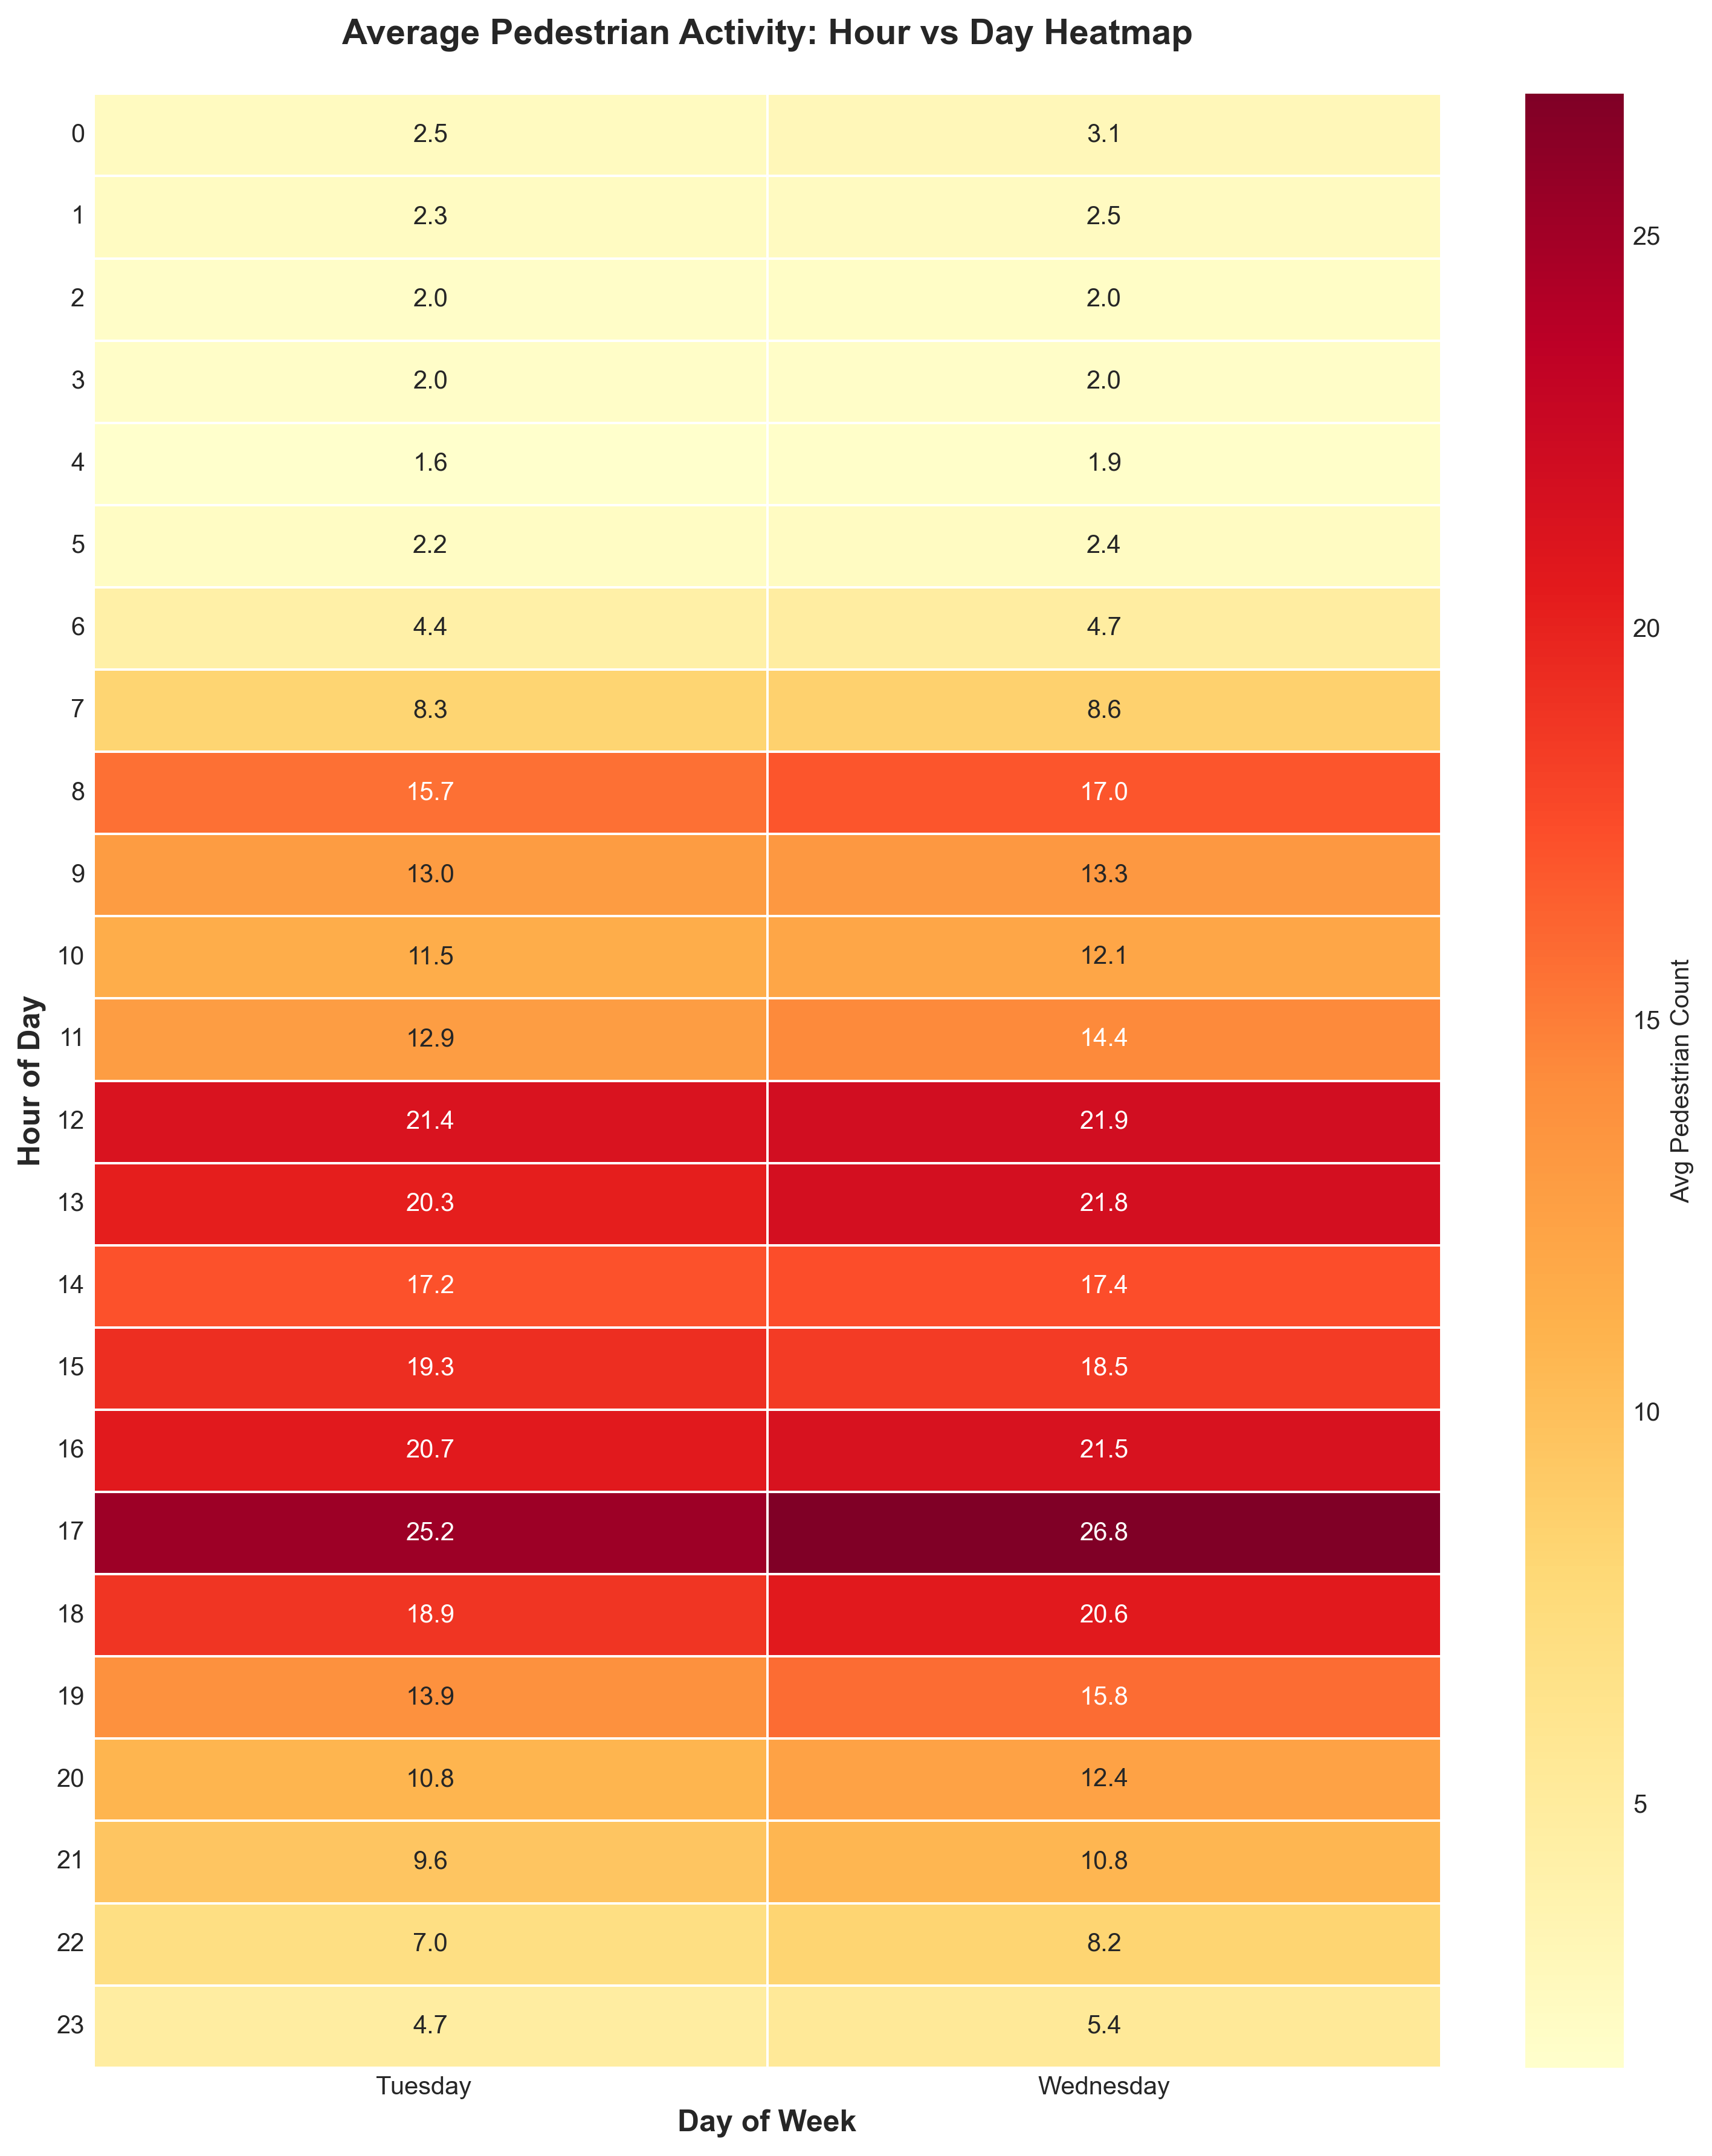 Average Pedestrian Activity: Hour vs Day Heatmap
0 2.5 3.1
1 2.3 2.5
2 2.0 2.0
3 2.0 2.0
4 1.6 1.9
5 2.2 2.4
6 4.4 4.7
7 8.3 8.6
8 15.7 17.0
9 13.0 13.3
10 11.5 12.1
11 12.9 14.4
12 21.4 21.9
13 20.3 21.8
14 17.2 17.4
15 19.3 18.5
16 20.7 21.5
17 25.2 26.8
18 18.9 20.6
19 13.9 15.8
20 10.8 12.4
21 9.6 10.8
22 7.0 8.2
23 4.7 5.4
Tuesday Wednesday
Day of Week
Hour of Day
25
20
15
10
5
Avg Pedestrian Count